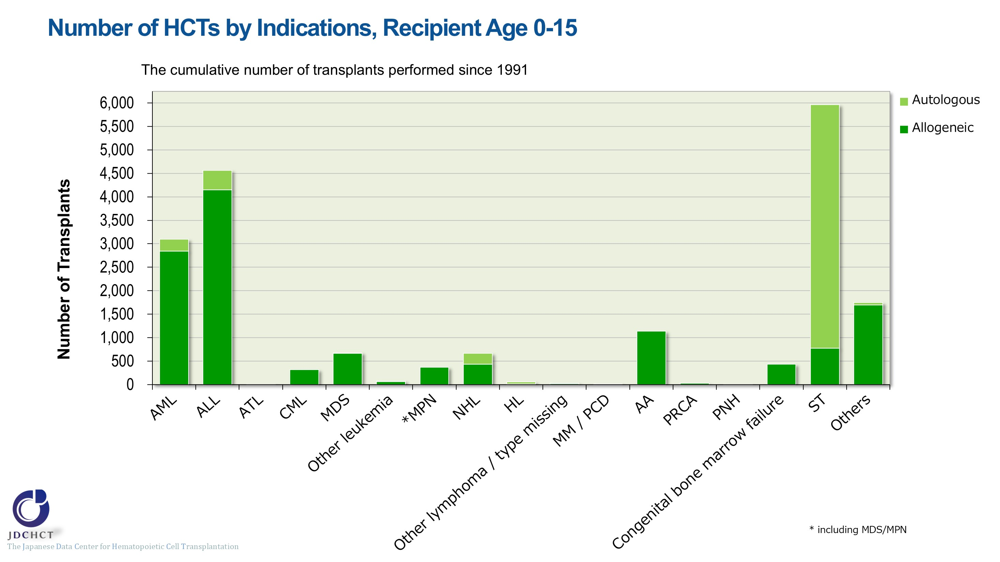 Number of HCTs by Indications, Recipient Age 0-15
The cumulative number of transplants performed since 1991
Number of Transplants
6,000
5,500
5,000
4,500
4,000
3,500
3,000
2,500
2,000
1,500
1,000
500
0
Autologous
Allogeneic
AML
ALL
ATL
CML
MDS
Other leukemia
*MPN
NHL
HL
Other lymphoma / type missing
MM / PCD
AA
PRCA
PNH
Congenital bone marrow failure
ST
Others
* including MDS/MPN
JDCHCT
The Japanese Data Center for Hematopoietic Cell Transplantation